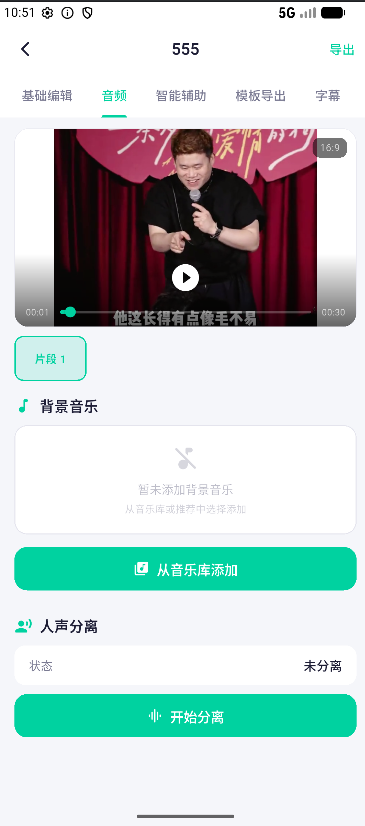 10:51 5G
555
导出
基础编辑 音频 智能辅助 模板导出 字幕
16:9
他这长得有点像毛不易
00:01 00:30
片段 1
背景音乐
暂未添加背景音乐
从音乐库或推荐中选择添加
从音乐库添加
人声分离
状态 未分离
开始分离